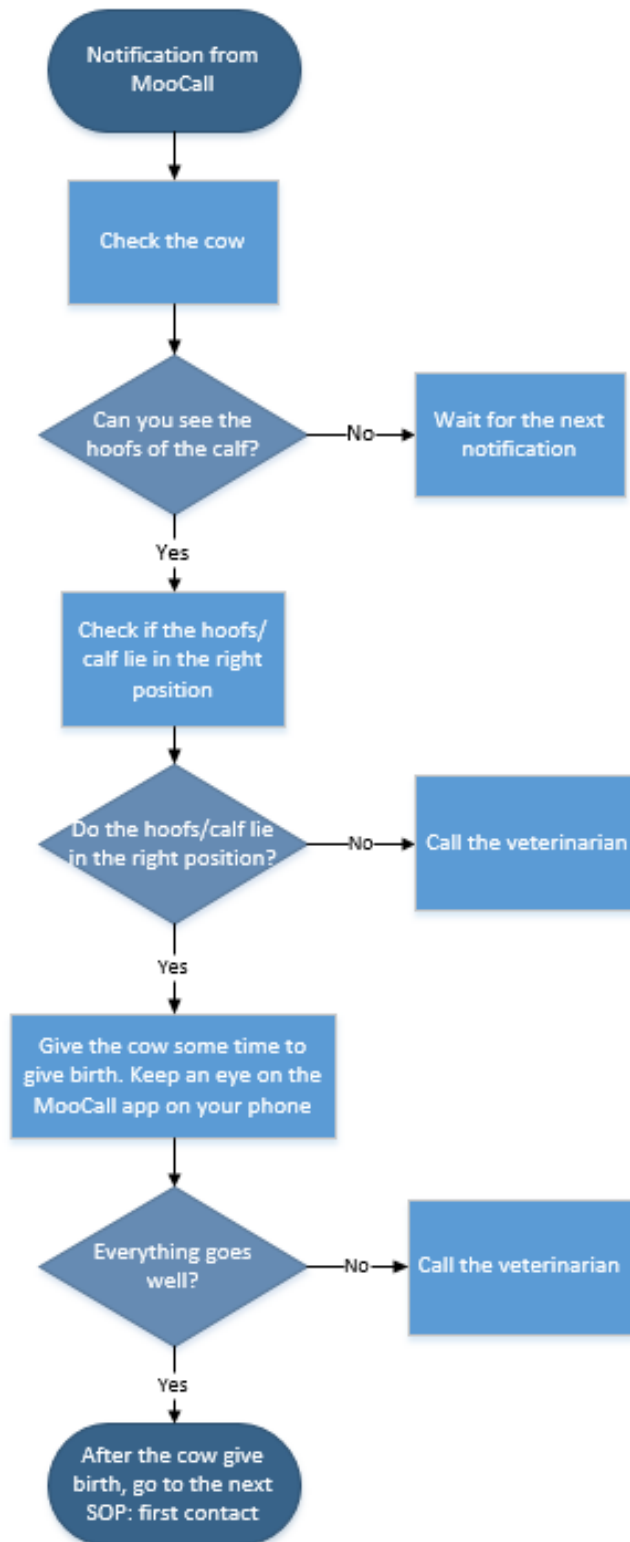 Notification from
MooCall
Check the cow
Can you see the
hoofs of the calf?
No
Wait for the next
notification
Yes
Check if the hoofs/
calf lie in the right
position
Do the hoofs/calf lie
in the right position?
No
Call the veterinarian
Yes
Give the cow some time to
give birth. Keep an eye on the
MooCall app on your phone
Everything goes
well?
No
Call the veterinarian
Yes
After the cow give
birth, go to the next
SOP: first contact